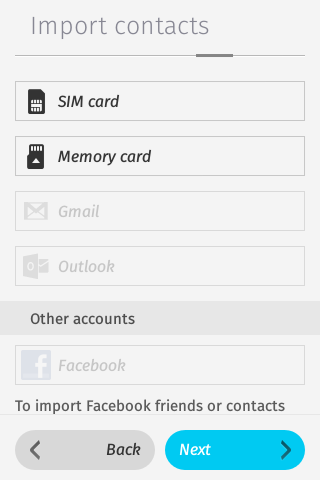 Import contacts
SIM card
Memory card
Gmail
Outlook
Other accounts
Facebook
To import Facebook friends or contacts
Back
Next